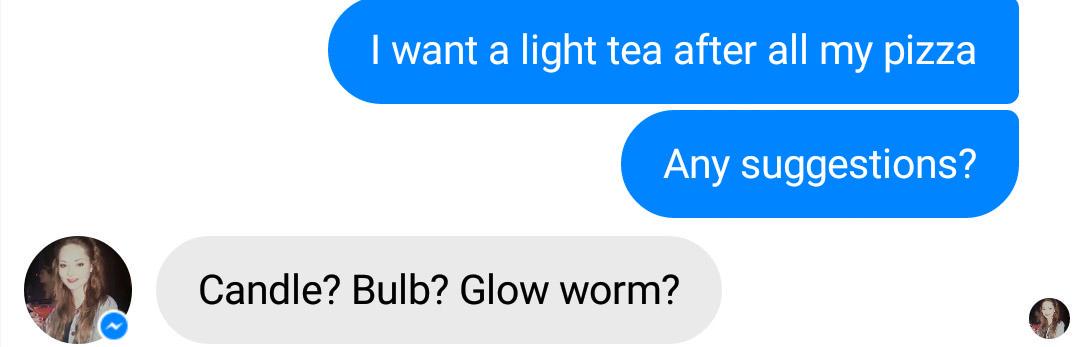 I want a light tea after all my pizza
Any suggestions?
Candle? Bulb? Glow worm?